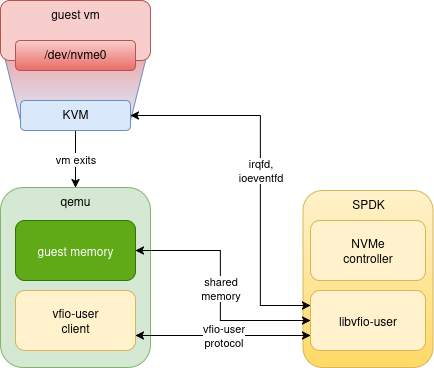 guest vm
/dev/nvme0
KVM
vm exits
irqfd,
ioeventfd
qemu
SPDK
guest memory
NVMe
controller
shared
memory
vfio-user
client
vfio-user
protocol
libvfio-user